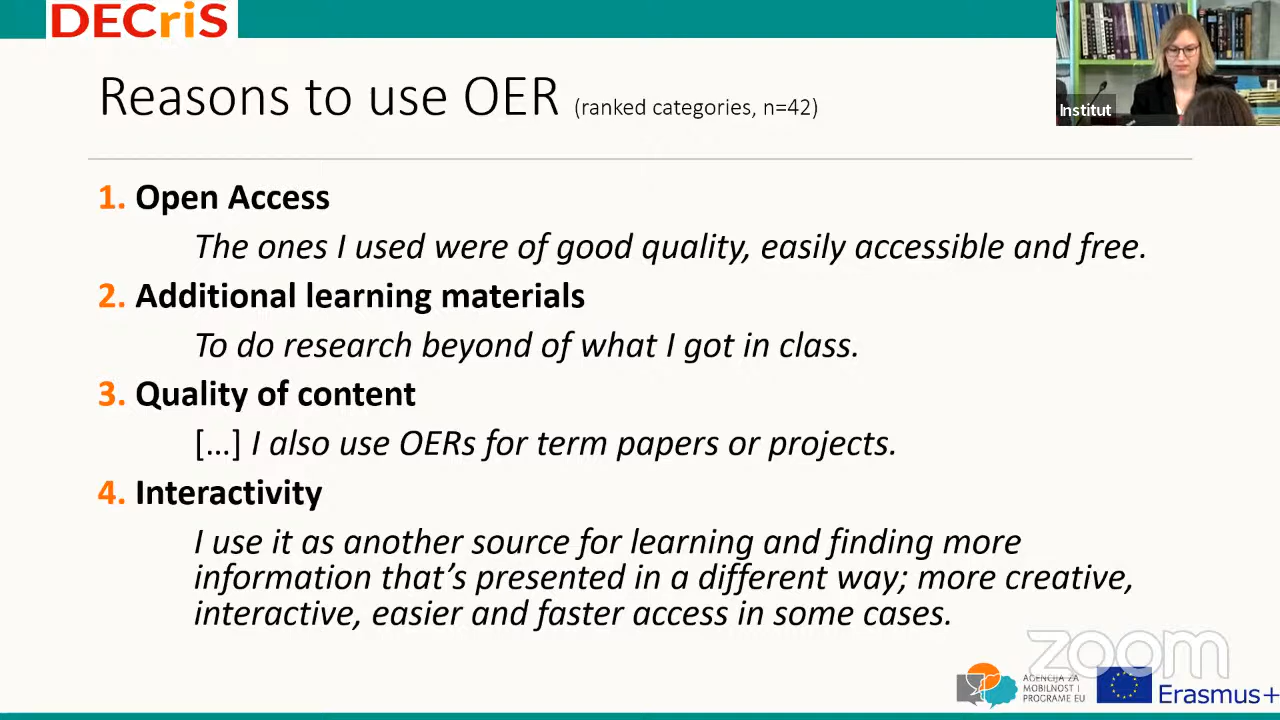 DECriS
Institut
Reasons to use OER (ranked categories, n=42)
1. Open Access
The ones I used were of good quality, easily accessible and free.
2. Additional learning materials
To do research beyond of what I got in class.
3. Quality of content
[...] I also use OERs for term papers or projects.
4. Interactivity
I use it as another source for learning and finding more
information that's presented in a different way; more creative,
interactive, easier and faster access in some cases.
zoom
AGENCIJA ZA
MOBILNOST I
PROGRAME EU
Erasmus+